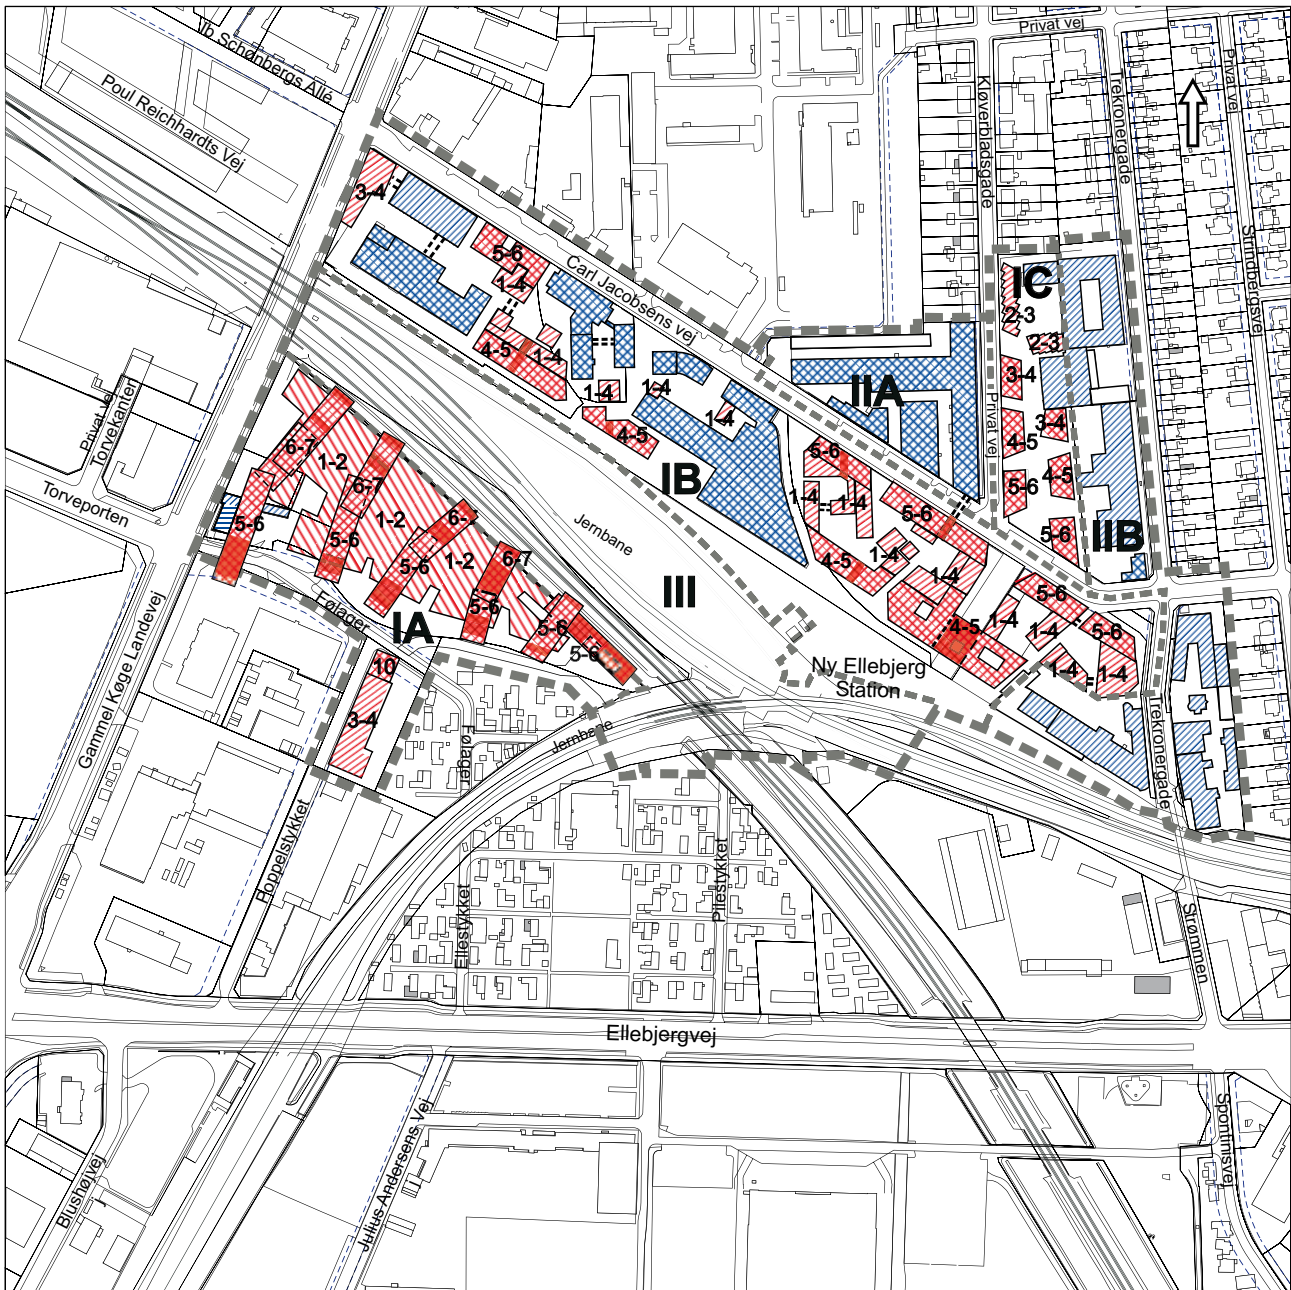 Privat vej
Ib Schønbergs Allé
Poul Reichhardts Vej
Kløverbladsgade
Trekronergade
Privat vej
Strindbergsvej
3-4
5-6
1-4
Carl Jacobsens vej
IC
2-3
2-3
4-5
1-4
3-4
1-4
1-4
1-4
IIA
Privat vej
Torvekanten
6-7
1-2
4-5
5-6
3-4
4-5
Privat vej
Torveporten
6-7
IB
1-4
1-4
5-6
4-5
5-6
5-6
1-2
6-7
5-6
Jernbane
5-6
IIB
5-6
1-2
6-7
4-5
1-4
1-4
5-6
Følager
IA
5-6
III
5-6
5-6
4-5
1-4
1-4
5-6
10
Ny Ellebjerg
Station
1-4
1-4
3-4
Gammel Køge Landevej
Følager
Jernbane
Trekronergade
Poppelstykket
Ellestykket
Pilestykket
Strømmen
Ellebjergvej
Blushøjvej
Julius Andersens Vej
Spontinisvej